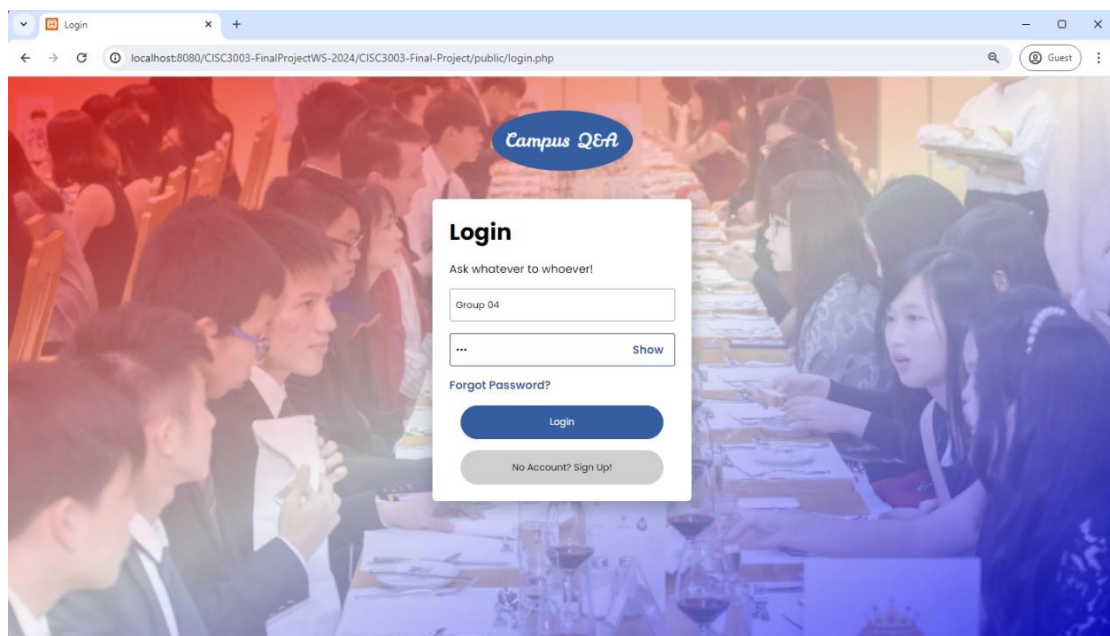 Login
localhost:8080/CISC3003-FinalProjectWS-2024/CISC3003-Final-Project/public/login.php
Guest
Campus Q&A
Login
Ask whatever to whoever!
Group 04
••• Show
Forgot Password?
Login
No Account? Sign Up!